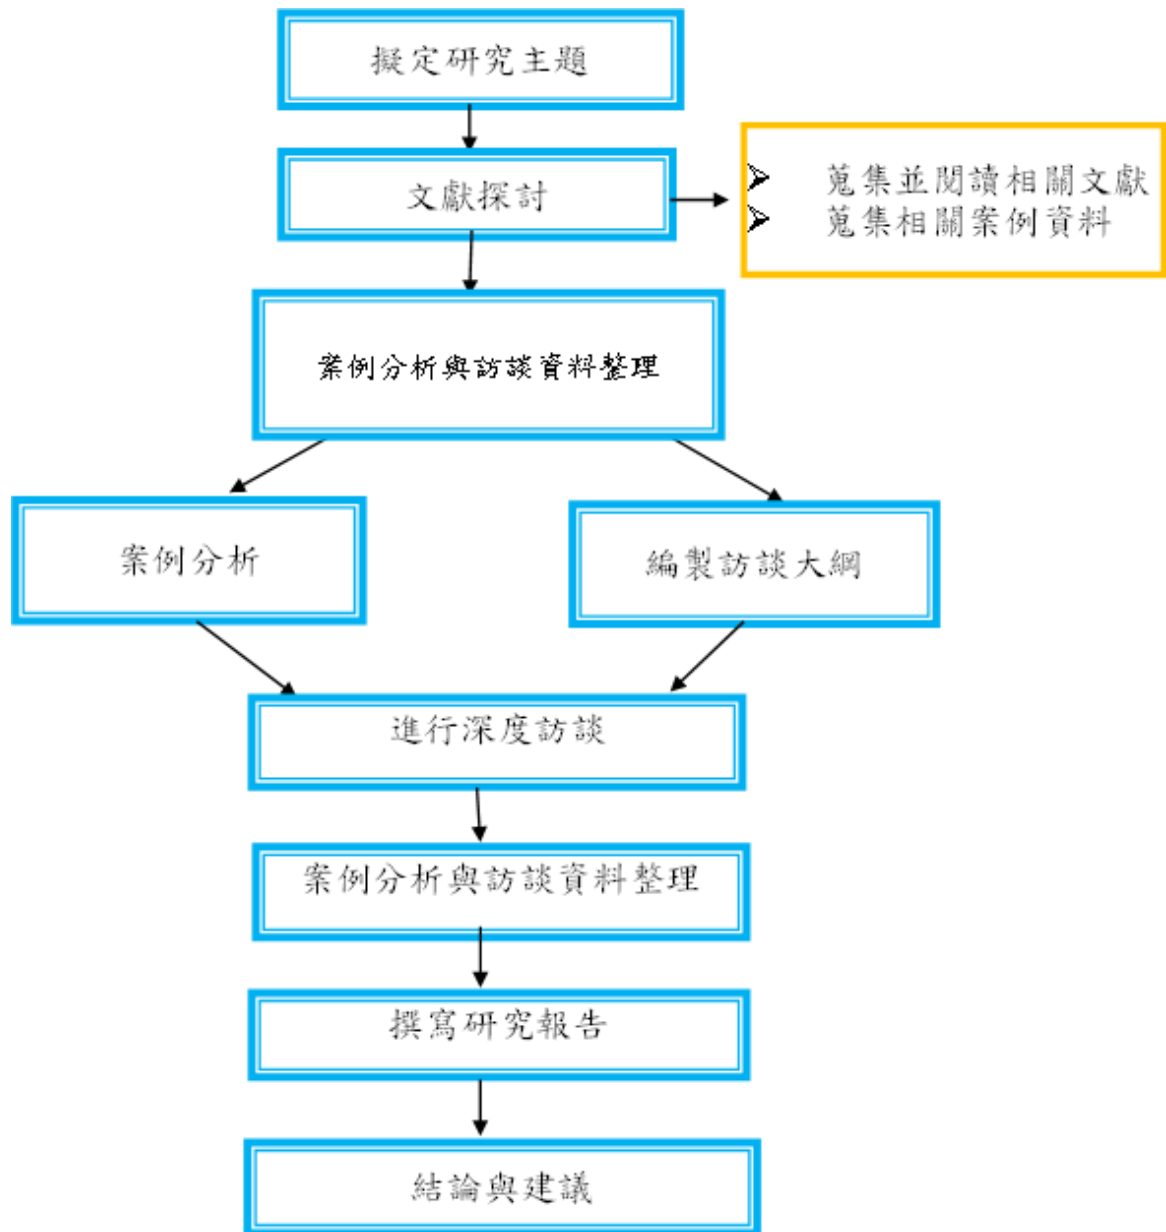 擬定研究主題
文獻探討
➢ 蒐集並閱讀相關文獻
➢ 蒐集相關案例資料
案例分析與訪談資料整理
案例分析
編製訪談大綱
進行深度訪談
案例分析與訪談資料整理
撰寫研究報告
結論與建議